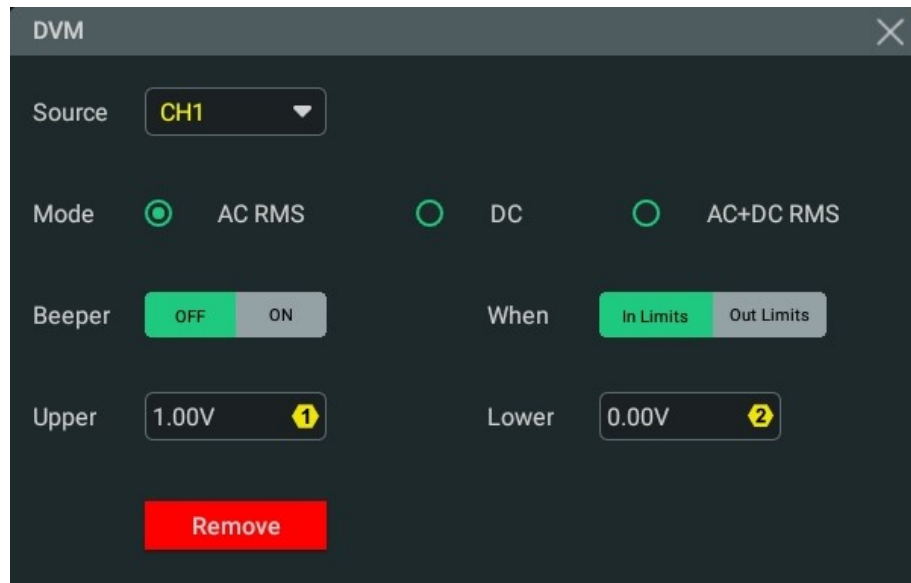 DVM
Source CH1
Mode AC RMS DC AC+DC RMS
Beeper OFF ON When In Limits Out Limits
Upper 1.00V 1 Lower 0.00V 2
Remove